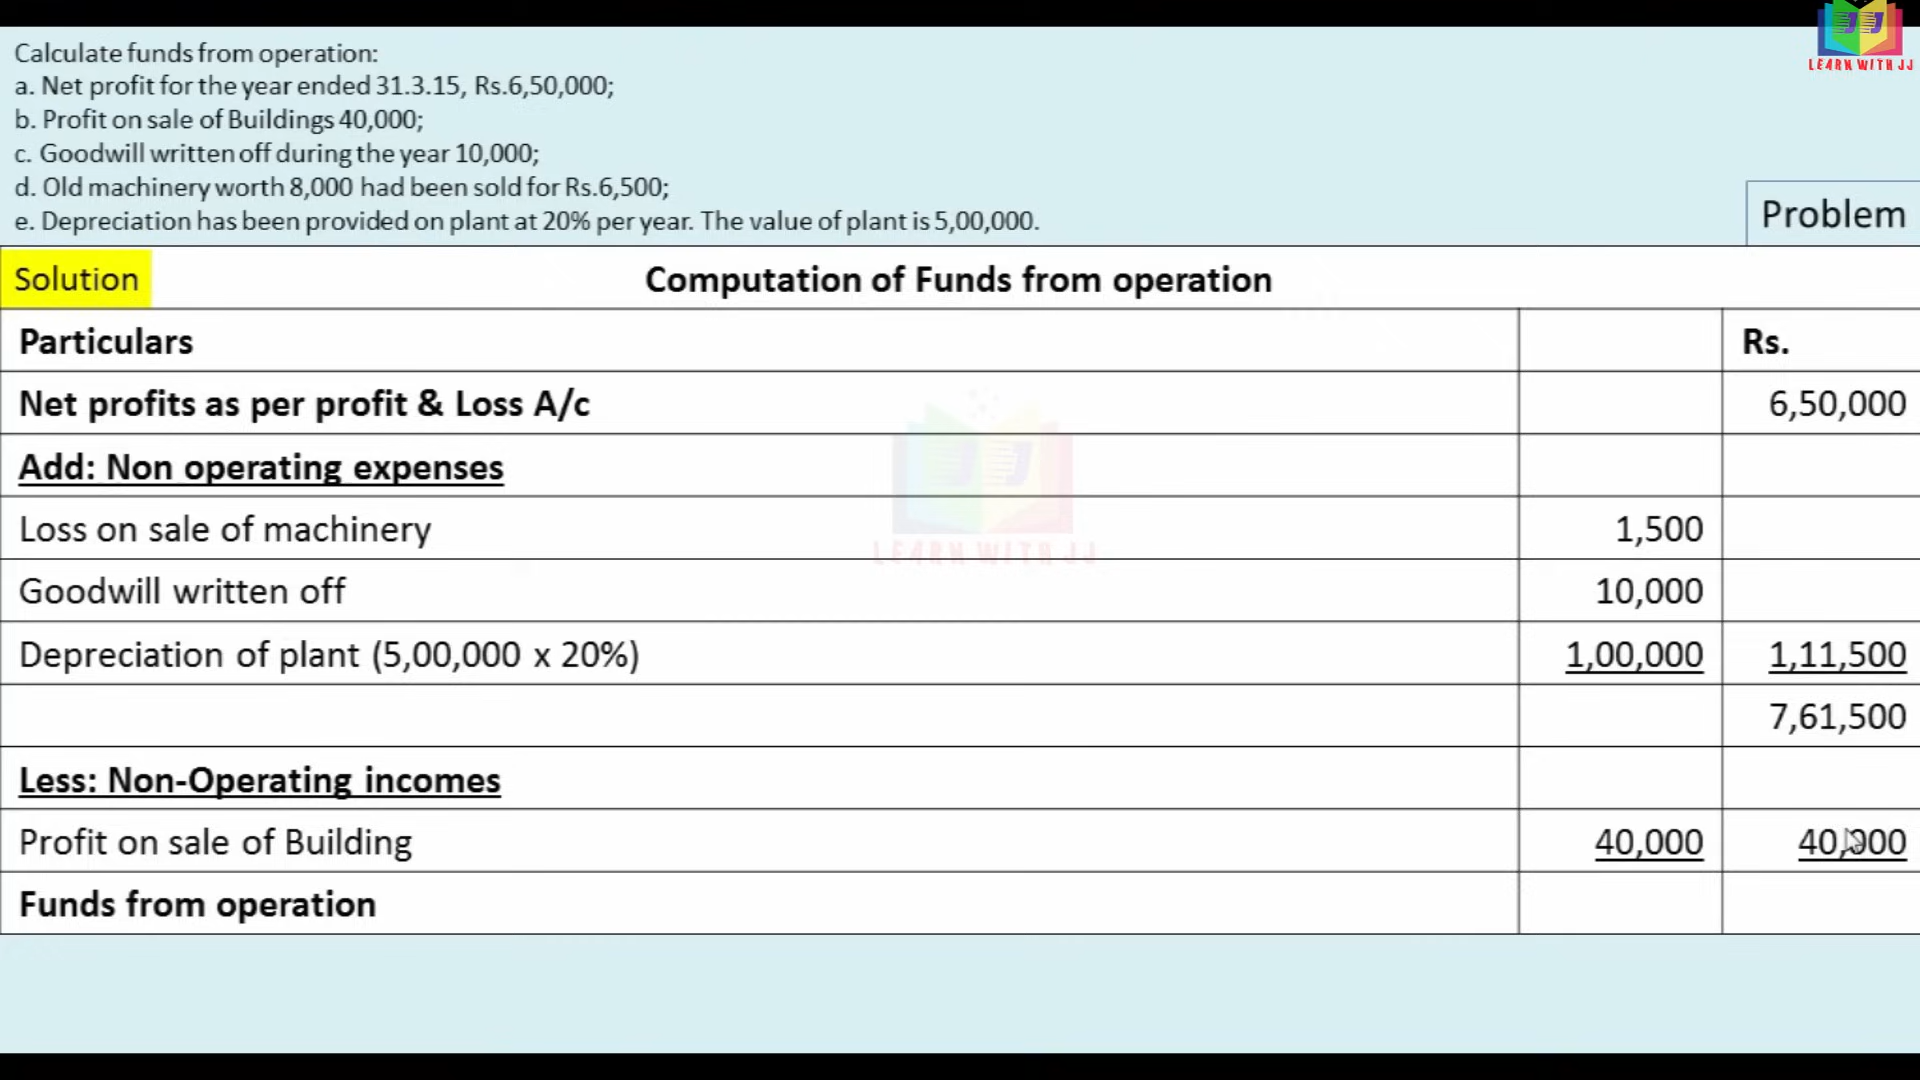 LEARN WITH JJ
Calculate funds from operation:
a. Net profit for the year ended 31.3.15, Rs.6,50,000;
b. Profit on sale of Buildings 40,000;
c. Goodwill written off during the year 10,000;
d. Old machinery worth 8,000 had been sold for Rs.6,500;
e. Depreciation has been provided on plant at 20% per year. The value of plant is 5,00,000.
Problem
Solution
Computation of Funds from operation
Particulars Rs.
Net profits as per profit & Loss A/c 6,50,000
Add: Non operating expenses
Loss on sale of machinery 1,500
LEARN WITH JJ
Goodwill written off 10,000
Depreciation of plant (5,00,000 x 20%) 1,00,000 1,11,500
7,61,500
Less: Non-Operating incomes
Profit on sale of Building 40,000 40,000
Funds from operation